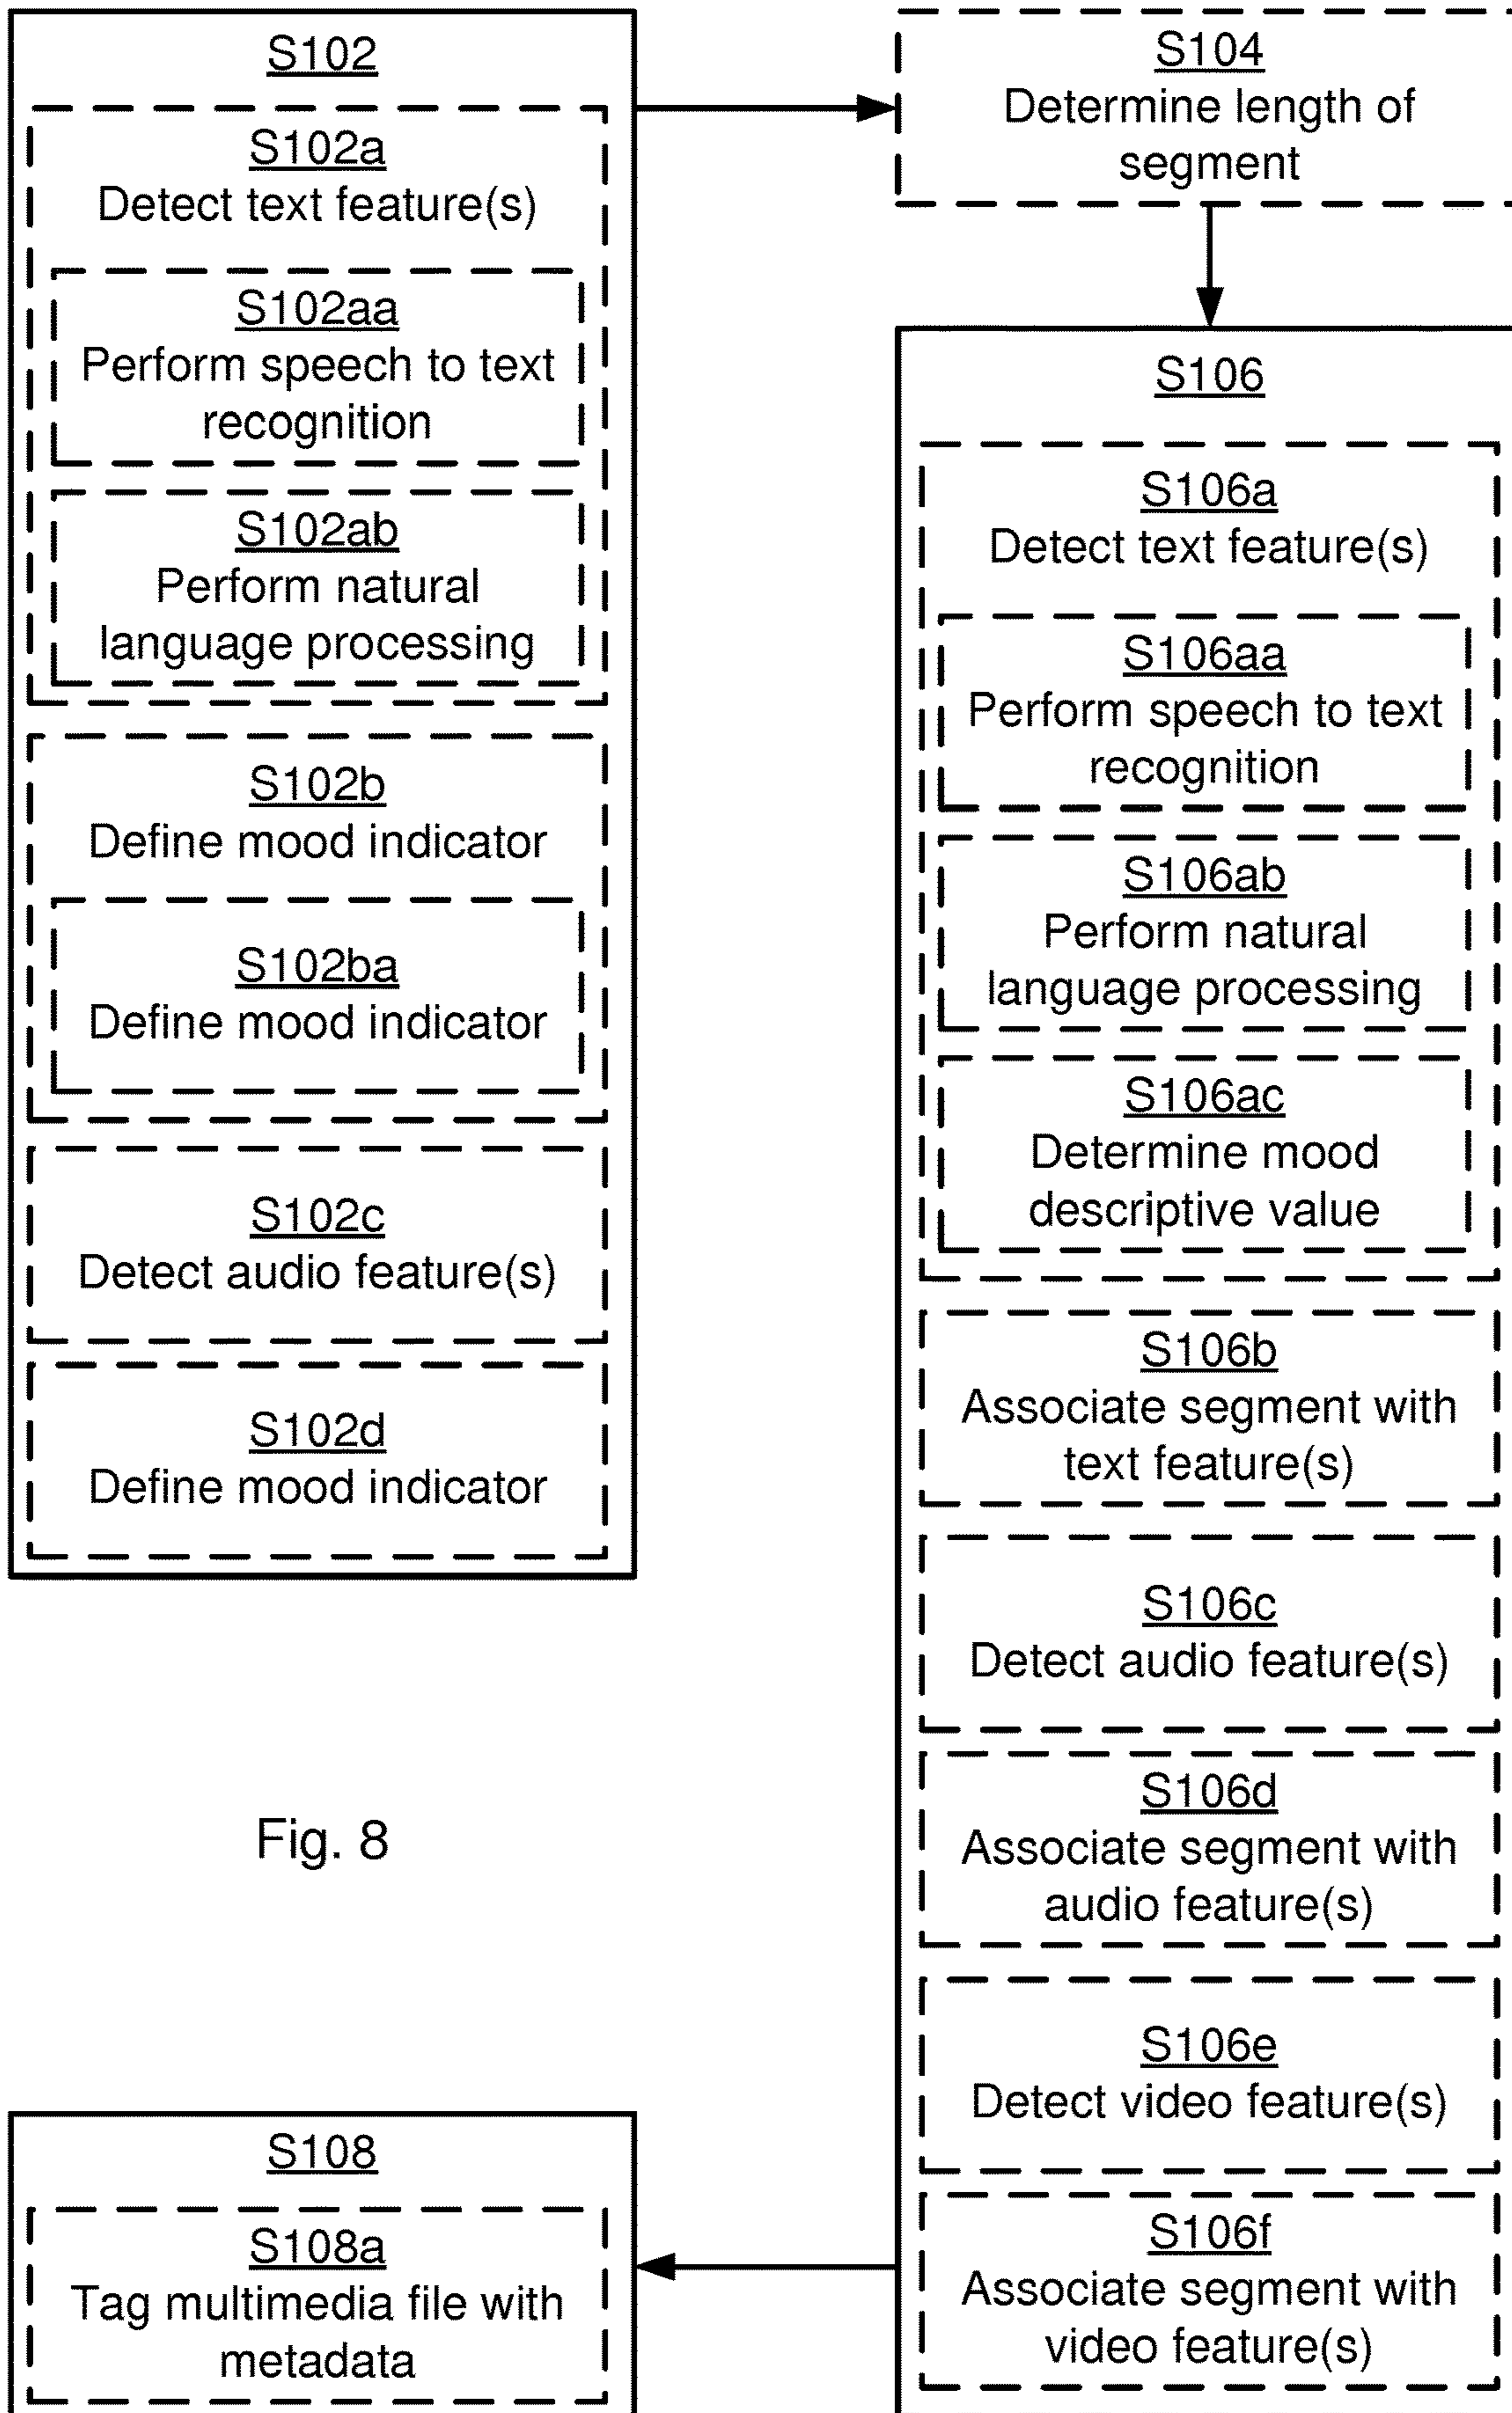 S102
S102a
Detect text feature(s)
S102aa
Perform speech to text
recognition
S102ab
Perform natural
language processing
S102b
Define mood indicator
S102ba
Define mood indicator
S102c
Detect audio feature(s)
S102d
Define mood indicator
S104
Determine length of
segment
S106
S106a
Detect text feature(s)
S106aa
Perform speech to text
recognition
S106ab
Perform natural
language processing
S106ac
Determine mood
descriptive value
S106b
Associate segment with
text feature(s)
S106c
Detect audio feature(s)
S106d
Associate segment with
audio feature(s)
S106e
Detect video feature(s)
S106f
Associate segment with
video feature(s)
S108
S108a
Tag multimedia file with
metadata
Fig. 8